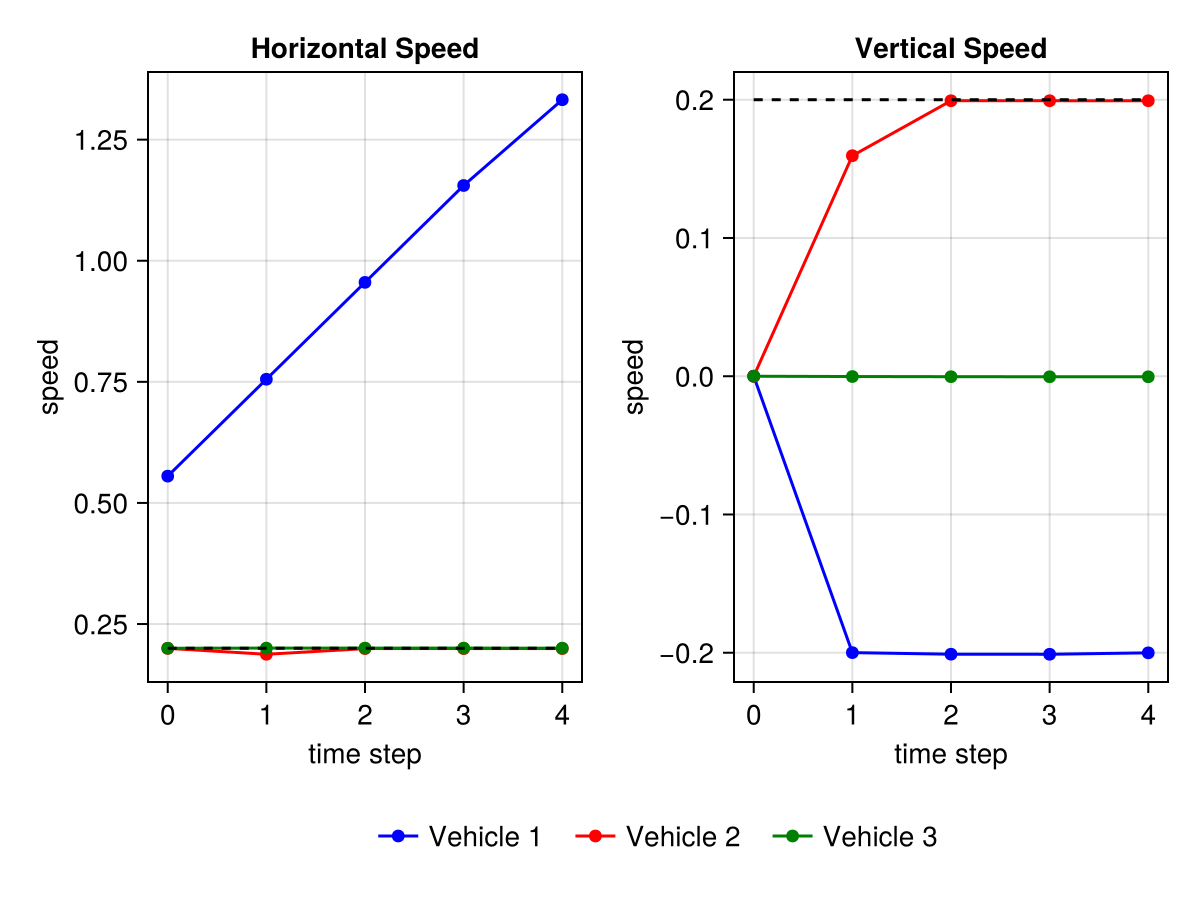 Horizontal Speed
1.25
1.00
0.75
0.50
0.25
speed
0 1 2 3 4
time step
Vertical Speed
0.2
0.1
0.0
−0.1
−0.2
speed
0 1 2 3 4
time step
Vehicle 1 Vehicle 2 Vehicle 3